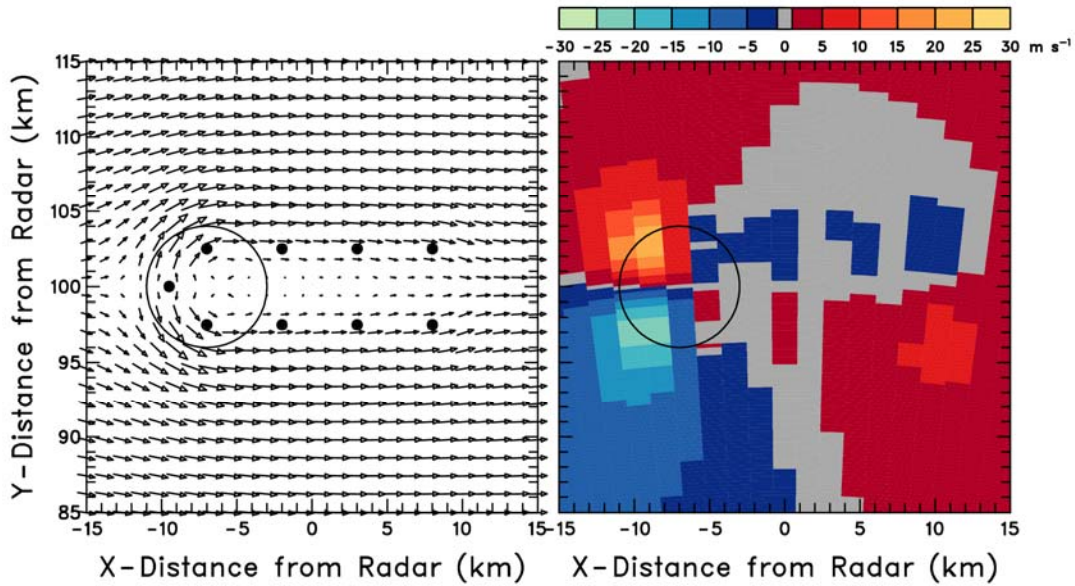 -30 -25 -20 -15 -10 -5 -1 1 5 10 15 20 25 30 m s⁻¹
115
110
105
100
95
90
85
Y-Distance from Radar (km)
-15 -10 -5 0 5 10 15
-15 -10 -5 0 5 10 15
X-Distance from Radar (km)
X-Distance from Radar (km)